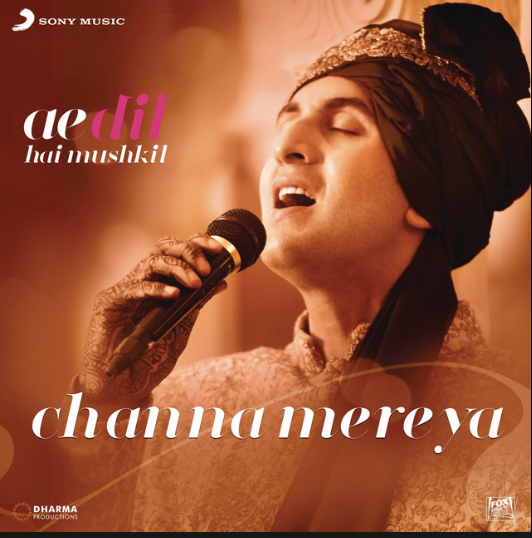 SONY MUSIC
ae dil
hai mushkil
channa mereya
DHARMA
PRODUCTIONS
FOX